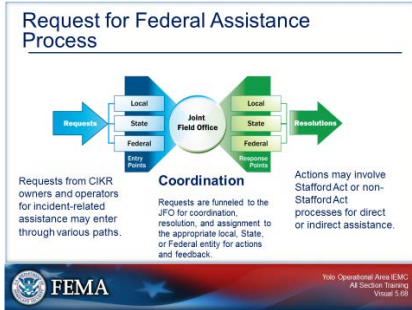 Request for Federal Assistance
Process
Requests
Local
State
Federal
Entry
Points
Joint
Field Office
Local
State
Federal
Response
Points
Resolutions
Requests from CIKR
owners and operators
for incident-related
assistance may enter
through various paths.
Coordination
Requests are funneled to the
JFO for coordination,
resolution, and assignment to
the appropriate local, State,
or Federal entity for actions
and feedback.
Actions may involve
Stafford Act or non-
Stafford Act
processes for direct
or indirect assistance.
FEMA
Yolo Operational Area IEMC
All Section Training
Visual 5.68